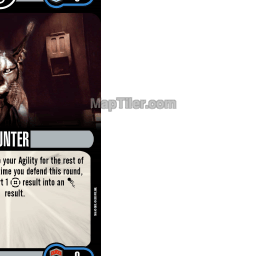 MapTiler.com
UNTER
your Agility for the rest of
ime you defend this round,
t 1 result into an
result.